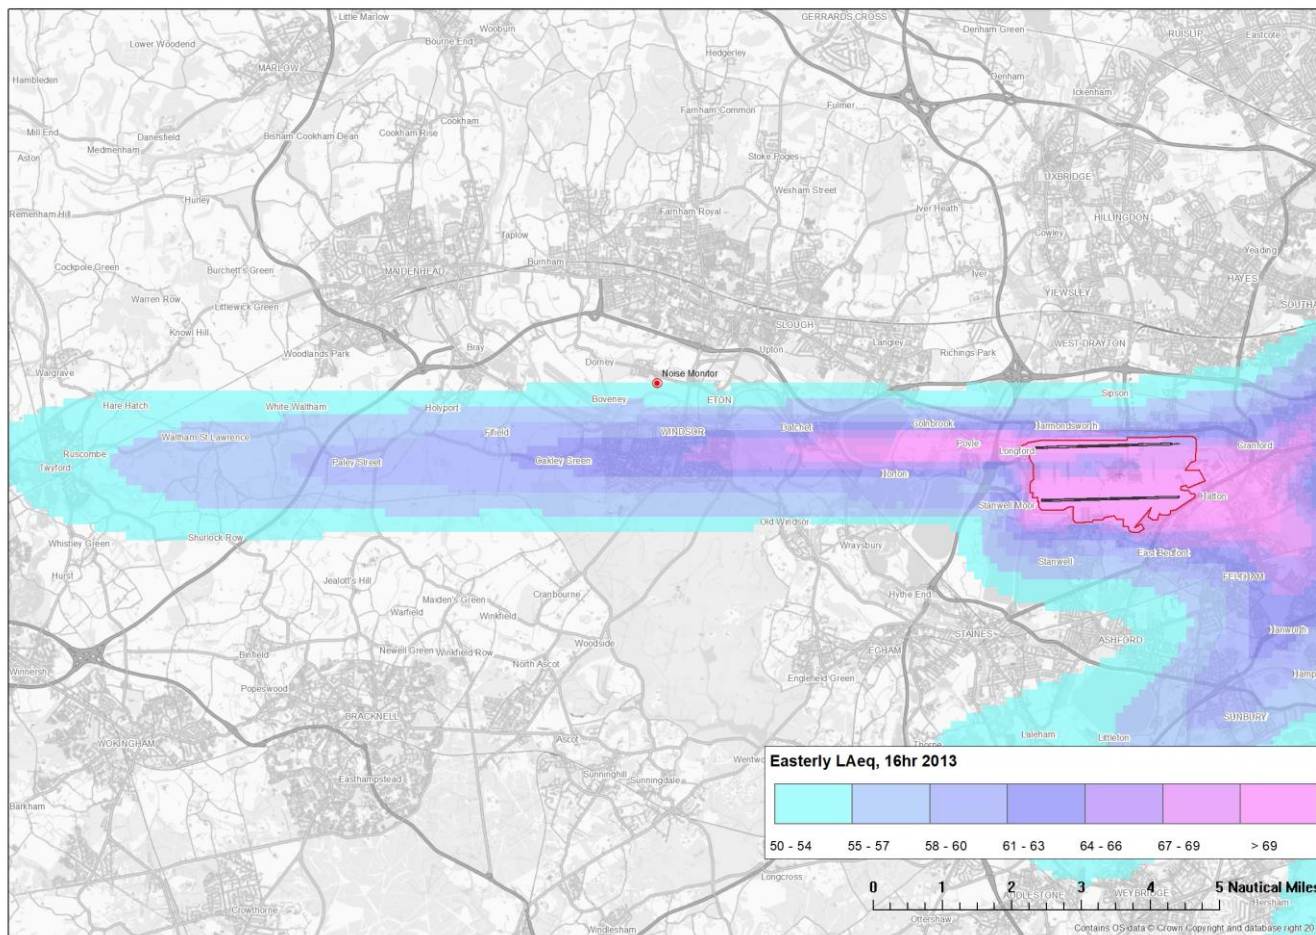 GERRARDS CROSS
Little Marlow
Wooburn
Denham Green
RUISLIP
Eastcote
Lower Woodend
Bourne End
Hedgerley
MARLOW
Denham
Hambleden
Ickenham
Cookham
Farnham Common
Fulmer
Mill End
Danesfield
Bisham Cookham Dean
Cookham Rise
Medmenham
Aston
Stoke Poges
UXBRIDGE
Hurley
Wexham Street
Remenham Hill
Farnham Royal
Iver Heath
HILLINGDON
Taplow
Cowley
Yeading
Cockpole Green
Burchett's Green
MAIDENHEAD
Burnham
Iver
HAYES
Warren Row
Littlewick Green
YIEWSLEY
SOUTHA
Knowl Hill
SLOUGH
Woodlands Park
Bray
Upton
Langley
Richings Park
WEST DRAYTON
Dorney
Wargrave
Noise Monitor
Hare Hatch
White Waltham
Holyport
Boveney
ETON
Sipson
Waltham St Lawrence
Fifield
WINDSOR
Datchet
Colnbrook
Harmondsworth
Ruscombe
Twyford
Paley Street
Oakley Green
Poyle
Longford
Cranford
Horton
Hatton
Stanwell Moor
Old Windsor
Whistley Green
Shurlock Row
Wraysbury
East Bedfont
Stanwell
Hurst
Jealott's Hill
FELTHAM
Maiden's Green
Cranbourne
Hythe End
Warfield
Winkfield
STAINES
Hanworth
Binfield
Newell Green
Winkfield Row
Woodside
EGHAM
ASHFORD
Winnersh
North Ascot
Englefield Green
Hamp
Popeswood
BRACKNELL
SUNBURY
WOKINGHAM
Ascot
Laleham
Littleton
Thorpe
Easthampstead
Sunninghill
Sunningdale
Wentw
Barkham
Easterly LAeq, 16hr 2013
50 - 54
55 - 57
58 - 60
61 - 63
64 - 66
67 - 69
> 69
Longcross
0 1 2 3 4 5 Nautical Miles
ADDLESTONE
WEYBRIDGE
Hersham
Crowthorne
Ottershaw
Windlesham
Contains OS data © Crown Copyright and database right 20